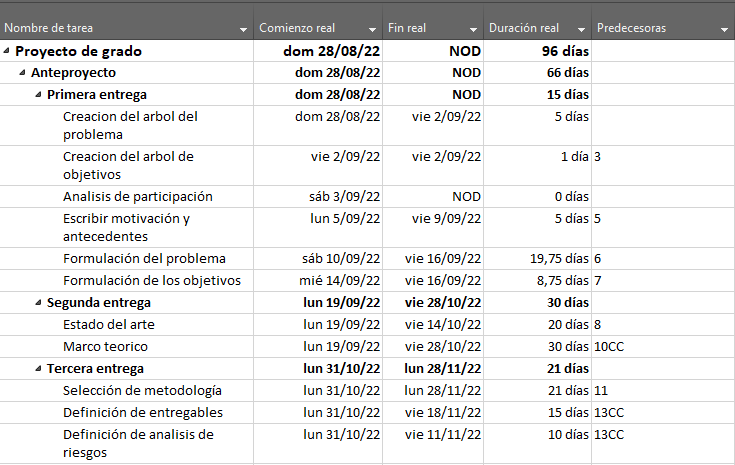 Nombre de tarea Comienzo real Fin real Duración real Predecesoras
Proyecto de grado dom 28/08/22 NOD 96 días
Anteproyecto dom 28/08/22 NOD 66 días
Primera entrega dom 28/08/22 NOD 15 días
Creacion del arbol del dom 28/08/22 vie 2/09/22 5 días
problema
Creacion del arbol de vie 2/09/22 vie 2/09/22 1 día 3
objetivos
Analisis de participación sáb 3/09/22 NOD 0 días
Escribir motivación y lun 5/09/22 vie 9/09/22 5 días 5
antecedentes
Formulación del problema sáb 10/09/22 vie 16/09/22 19,75 días 6
Formulación de los objetivos mié 14/09/22 vie 16/09/22 8,75 días 7
Segunda entrega lun 19/09/22 vie 28/10/22 30 días
Estado del arte lun 19/09/22 vie 14/10/22 20 días 8
Marco teorico lun 19/09/22 vie 28/10/22 30 días 10CC
Tercera entrega lun 31/10/22 lun 28/11/22 21 días
Selección de metodología lun 31/10/22 lun 28/11/22 21 días 11
Definición de entregables lun 31/10/22 vie 18/11/22 15 días 13CC
Definición de analisis de lun 31/10/22 vie 11/11/22 10 días 13CC
riesgos